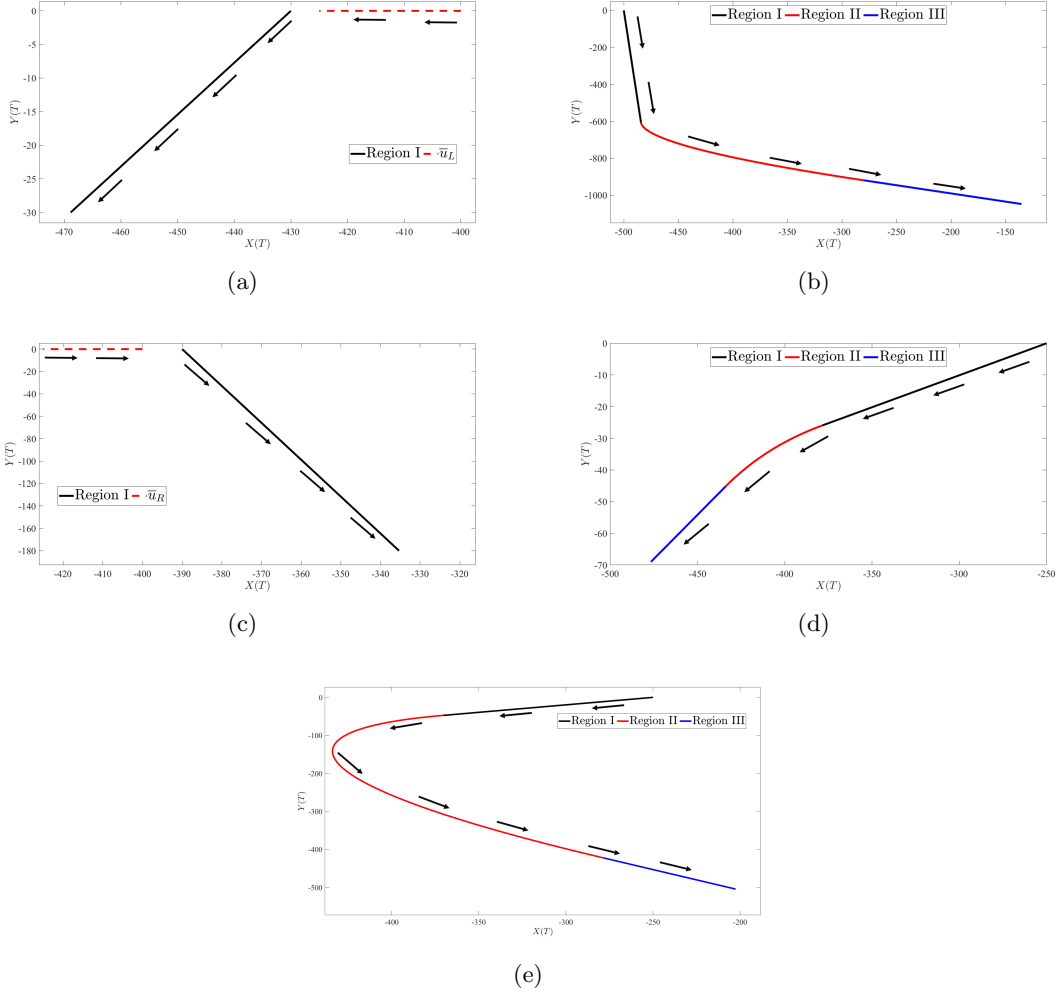 0
-5
-10
-15
-20
-25
-30
Y(T)
Region I ū_L
-470 -460 -450 -440 -430 -420 -410 -400
X(T)
(a)
Region I Region II Region III
0
-200
-400
-600
-800
-1000
Y(T)
-500 -450 -400 -350 -300 -250 -200 -150
X(T)
(b)
0
-20
-40
-60
-80
-100
-120
-140
-160
-180
Y(T)
Region I ū_R
-420 -410 -400 -390 -380 -370 -360 -350 -340 -330 -320
X(T)
(c)
Region I Region II Region III
0
-10
-20
-30
-40
-50
-60
-70
Y(T)
-500 -450 -400 -350 -300 -250
X(T)
(d)
0
-100
-200
-300
-400
-500
Y(T)
Region I Region II Region III
-400 -350 -300 -250 -200
X(T)
(e)